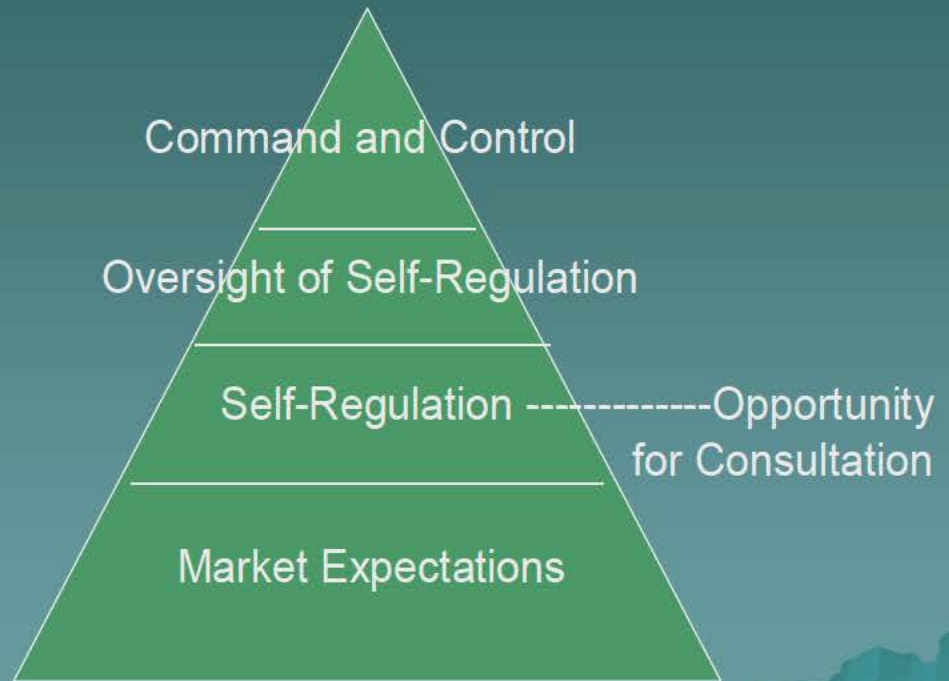 Command and Control
Oversight of Self-Regulation
Self-Regulation -------------Opportunity
for Consultation
Market Expectations